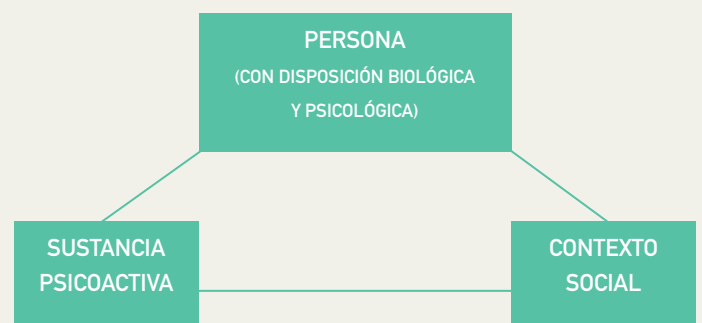 PERSONA
(CON DISPOSICIÓN BIOLÓGICA
Y PSICOLÓGICA)
SUSTANCIA
PSICOACTIVA
CONTEXTO
SOCIAL